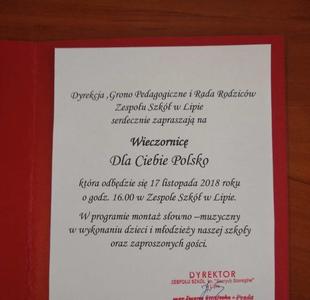 Dyrekcja ,Grono Pedagogiczne i Rada Rodziców
Zespołu Szkół w Lipie
serdecznie zapraszają na
Wieczornicę
Dla Ciebie Polsko
która odbędzie się 17 listopada 2018 roku
o godz. 16.00 w Zespole Szkół w Lipie.
W programie montaż słowno –muzyczny
w wykonaniu dzieci i młodzieży naszej szkoły
oraz zaproszonych gości.
DYREKTOR
ZESPOŁU SZKÓŁ